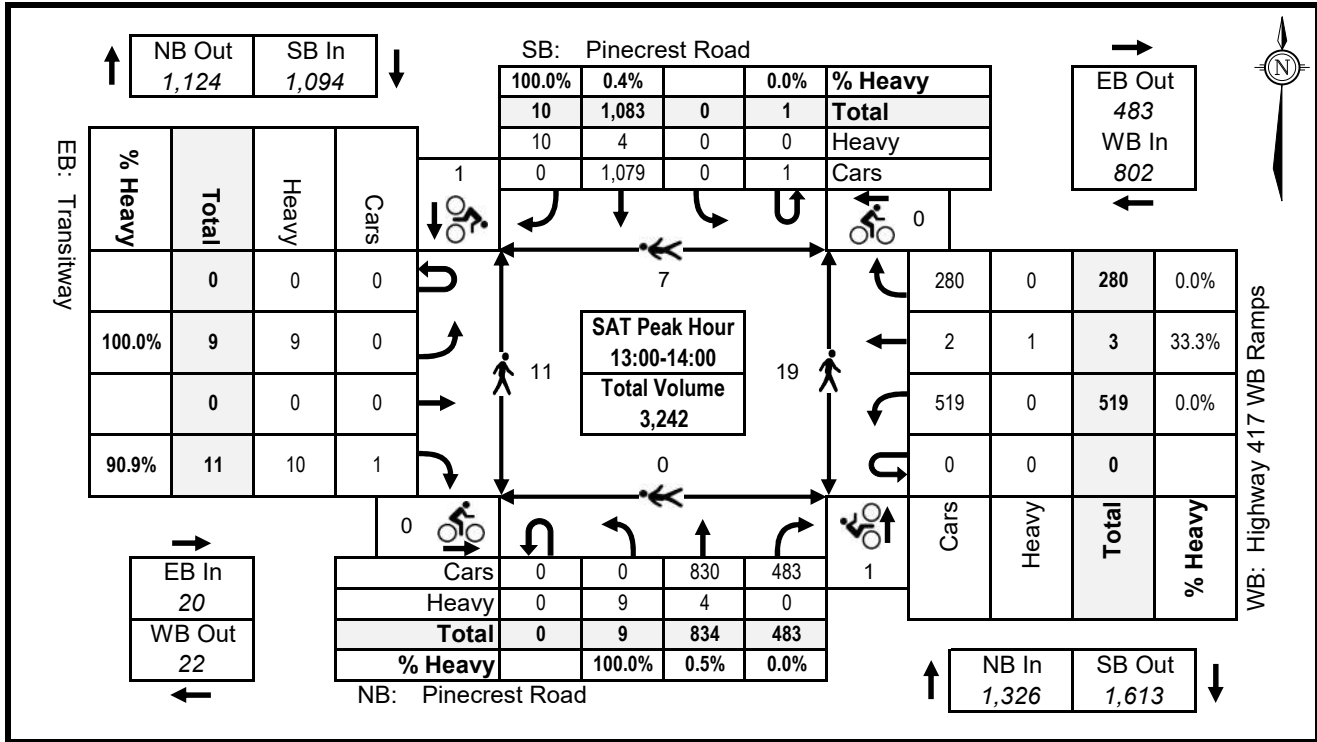 NB Out SB In
1,124 1,094
SB: Pinecrest Road
100.0% 0.4% 0.0% % Heavy
10 1,083 0 1 Total
10 4 0 0 Heavy
0 1,079 0 1 Cars
EB Out
483
WB In
802
N
EB: Transitway
% Heavy Total Heavy Cars
1
0
0 0 0
100.0% 9 9 0
0 0 0
90.9% 11 10 1
7
SAT Peak Hour
13:00-14:00
Total Volume
3,242
11
19
0
280 0 280 0.0%
2 1 3 33.3%
519 0 519 0.0%
0 0 0
Cars Heavy Total % Heavy
WB: Highway 417 WB Ramps
0
1
EB In
20
WB Out
22
Cars 0 0 830 483
Heavy 0 9 4 0
Total 0 9 834 483
% Heavy 100.0% 0.5% 0.0%
NB: Pinecrest Road
NB In SB Out
1,326 1,613